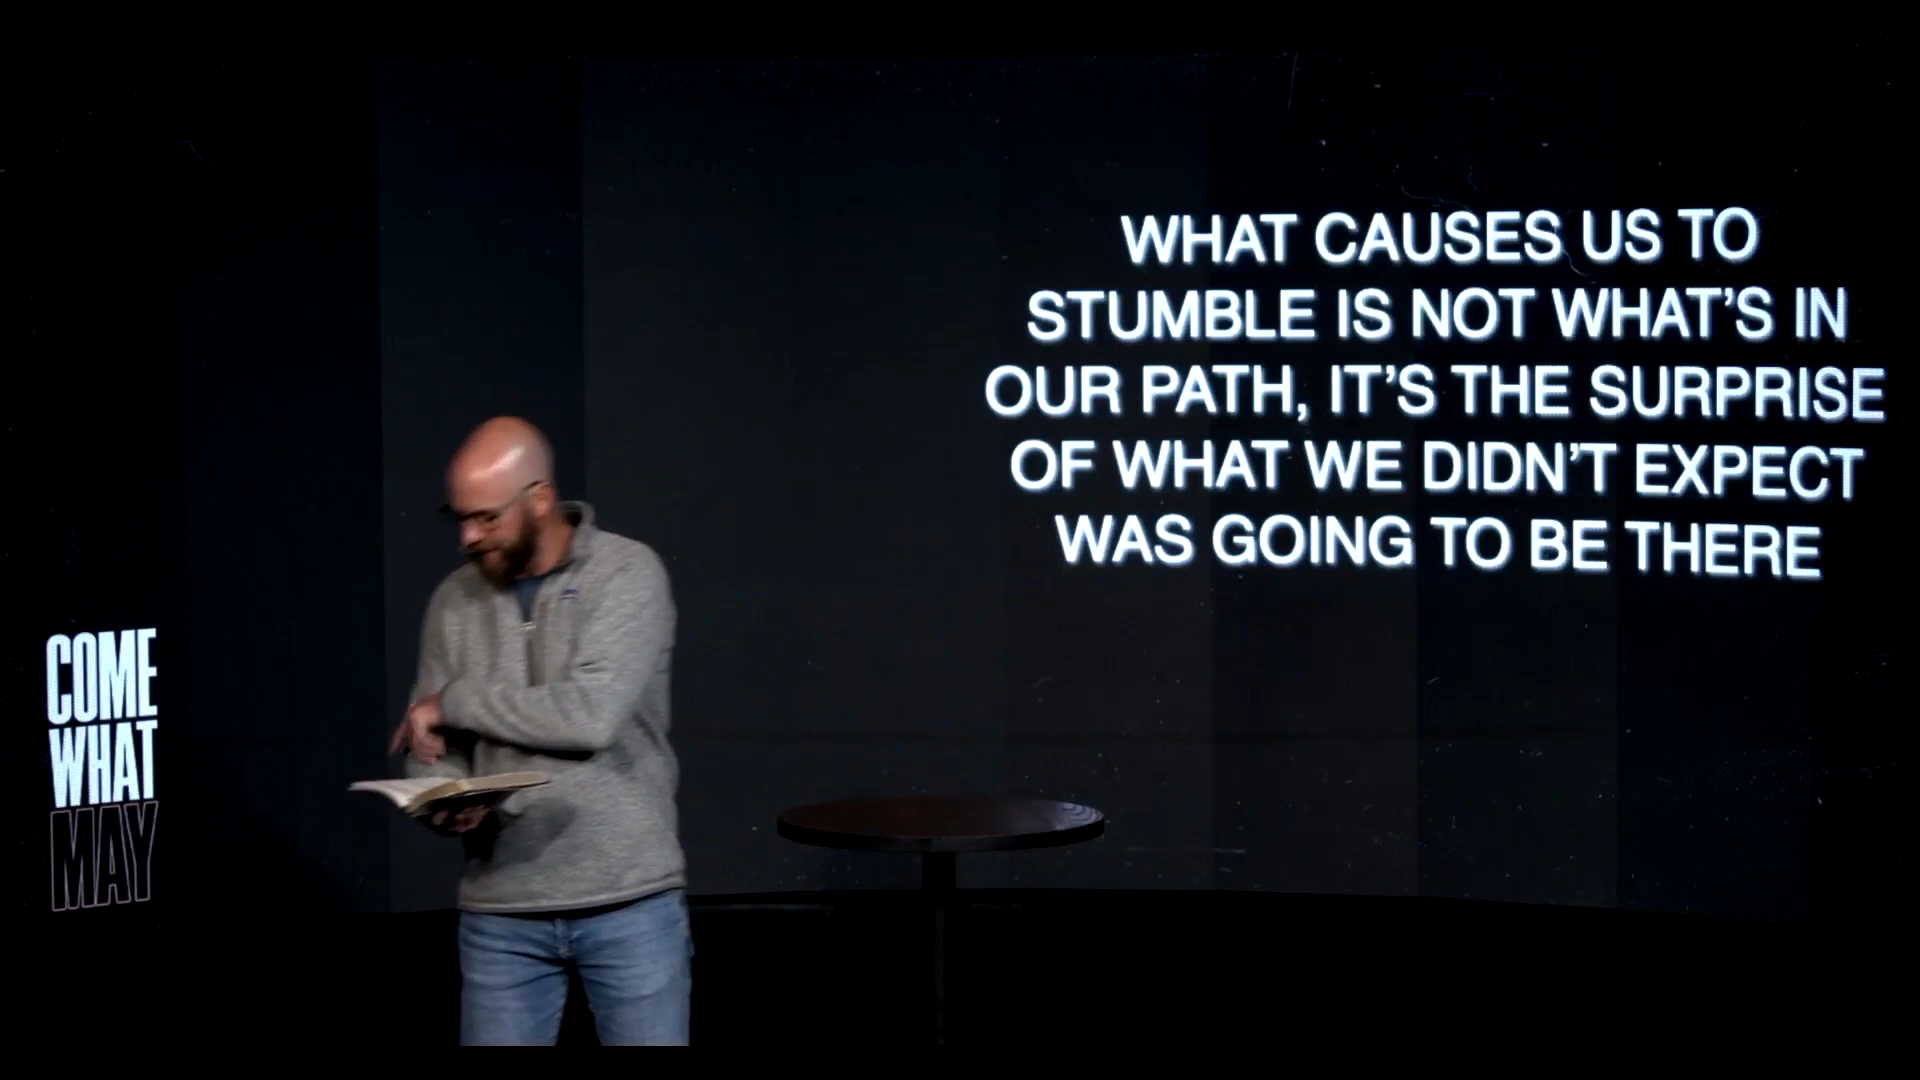 WHAT CAUSES US TO
STUMBLE IS NOT WHAT'S IN
OUR PATH, IT'S THE SURPRISE
OF WHAT WE DIDN'T EXPECT
WAS GOING TO BE THERE
COME
WHAT
MAY